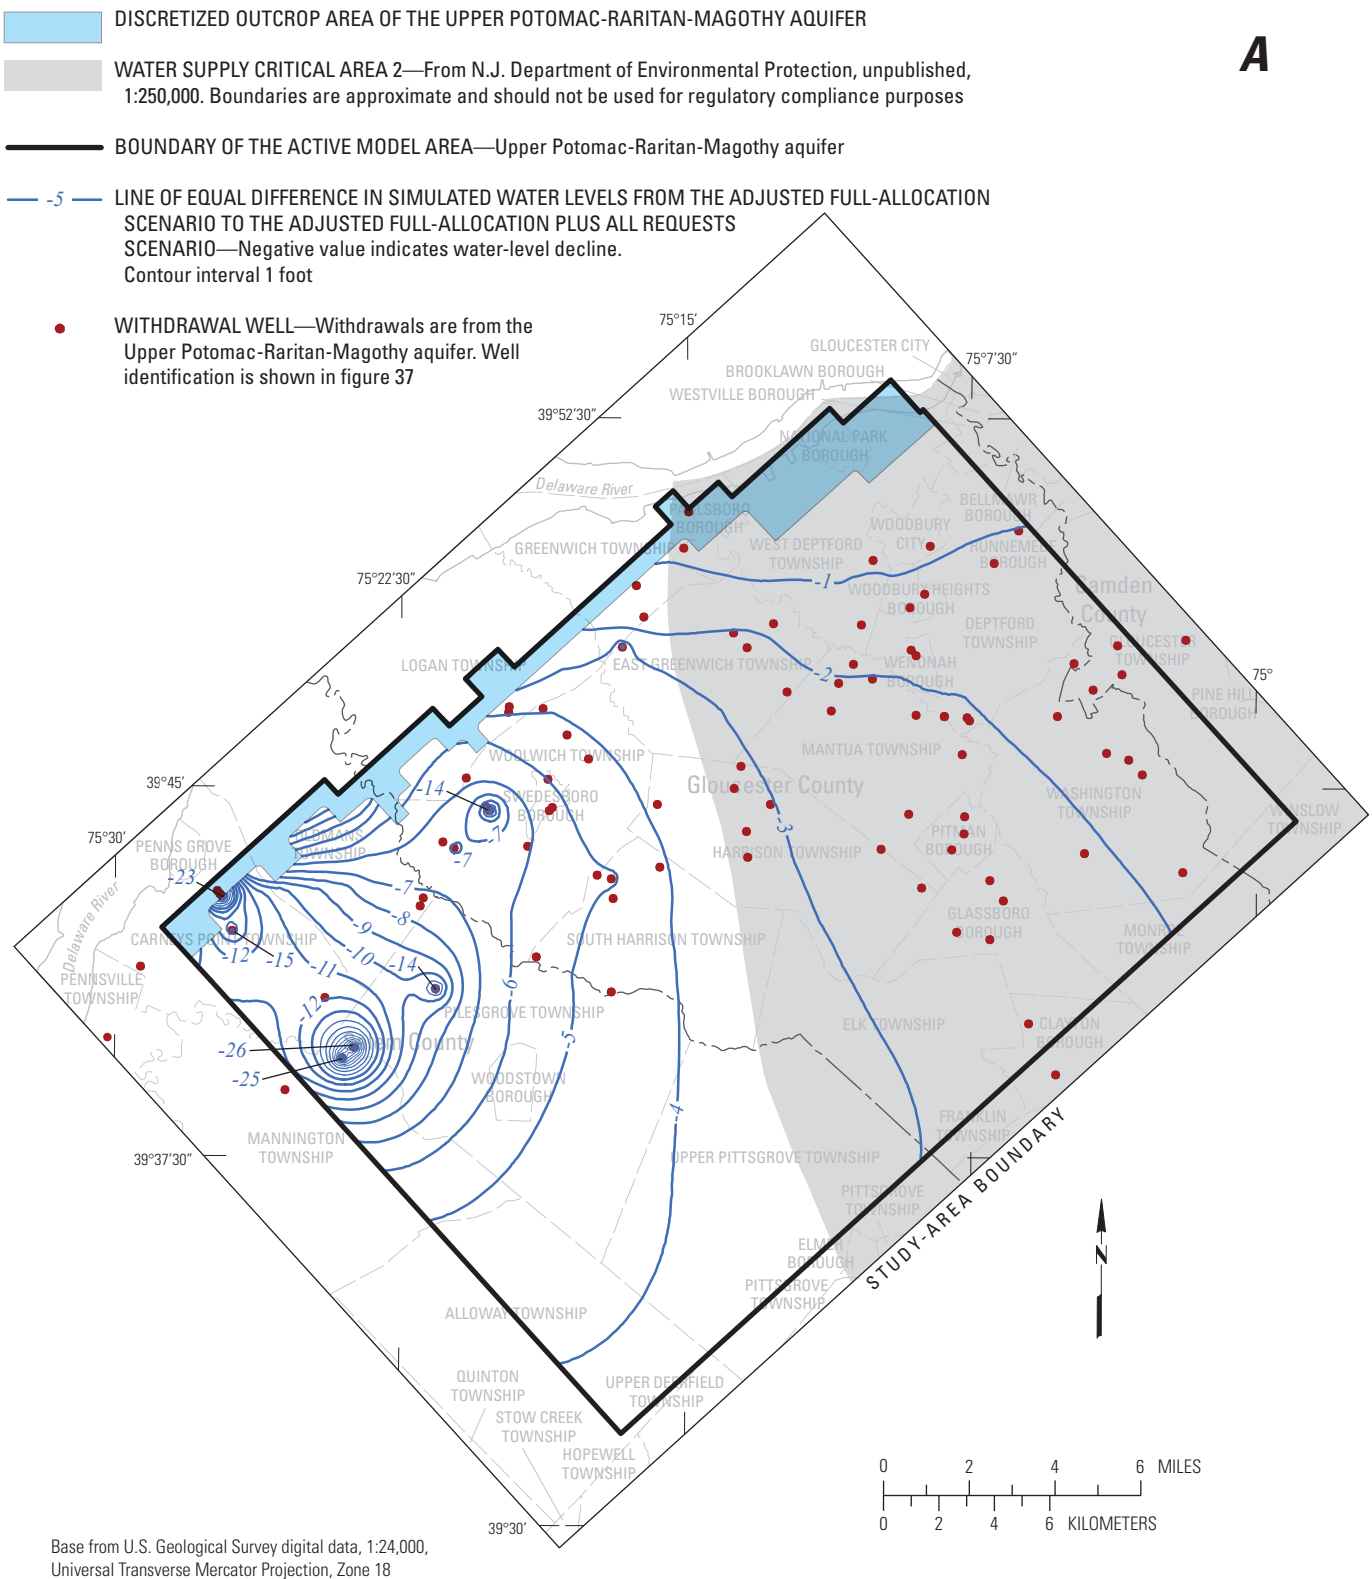 DISCRETIZED OUTCROP AREA OF THE UPPER POTOMAC-RARITAN-MAGOTHY AQUIFER
A
WATER SUPPLY CRITICAL AREA 2—From N.J. Department of Environmental Protection, unpublished,
1:250,000. Boundaries are approximate and should not be used for regulatory compliance purposes
BOUNDARY OF THE ACTIVE MODEL AREA—Upper Potomac-Raritan-Magothy aquifer
-5
LINE OF EQUAL DIFFERENCE IN SIMULATED WATER LEVELS FROM THE ADJUSTED FULL-ALLOCATION
SCENARIO TO THE ADJUSTED FULL-ALLOCATION PLUS ALL REQUESTS
SCENARIO—Negative value indicates water-level decline.
Contour interval 1 foot
WITHDRAWAL WELL—Withdrawals are from the
Upper Potomac-Raritan-Magothy aquifer. Well
identification is shown in figure 37
75°15'
75°7'30"
39°52'30"
75°22'30"
75°
39°45'
75°30'
39°37'30"
39°30'
GLOUCESTER CITY
BROOKLAWN BOROUGH
WESTVILLE BOROUGH
NATIONAL PARK
BOROUGH
Delaware River
PAULSBORO
BOROUGH
BELLMAWR
BOROUGH
WOODBURY
CITY
GREENWICH TOWNSHIP
WEST DEPTFORD
TOWNSHIP
RUNNEMEDE
BOROUGH
-1
WOODBURY HEIGHTS
BOROUGH
Camden
County
DEPTFORD
TOWNSHIP
GLOUCESTER
TOWNSHIP
LOGAN TOWNSHIP
EAST GREENWICH TOWNSHIP
-2
WENONAH
BOROUGH
PINE HILL
BOROUGH
WOOLWICH TOWNSHIP
MANTUA TOWNSHIP
Gloucester County
-14
SWEDESBORO
BOROUGH
WASHINGTON
TOWNSHIP
WINSLOW
TOWNSHIP
-7
-7
-3
OLDMANS
TOWNSHIP
PENNS GROVE
BOROUGH
HARRISON TOWNSHIP
PITMAN
BOROUGH
-23
-7
-8
-9
-10
-14
Delaware River
CARNEYS POINT TOWNSHIP
-12
-15
-11
SOUTH HARRISON TOWNSHIP
GLASSBORO
BOROUGH
MONROE
TOWNSHIP
PENNSVILLE
TOWNSHIP
-6
-12
PILESGROVE TOWNSHIP
ELK TOWNSHIP
CLAYTON
BOROUGH
-5
-26
Salem County
-25
WOODSTOWN
BOROUGH
-4
FRANKLIN
TOWNSHIP
MANNINGTON
TOWNSHIP
UPPER PITTSGROVE TOWNSHIP
PITTSGROVE
TOWNSHIP
STUDY-AREA BOUNDARY
ELMER
BOROUGH
PITTSGROVE
TOWNSHIP
N
ALLOWAY TOWNSHIP
QUINTON
TOWNSHIP
UPPER DEERFIELD
TOWNSHIP
STOW CREEK
TOWNSHIP
HOPEWELL
TOWNSHIP
0 2 4 6 MILES
0 2 4 6 KILOMETERS
Base from U.S. Geological Survey digital data, 1:24,000,
Universal Transverse Mercator Projection, Zone 18